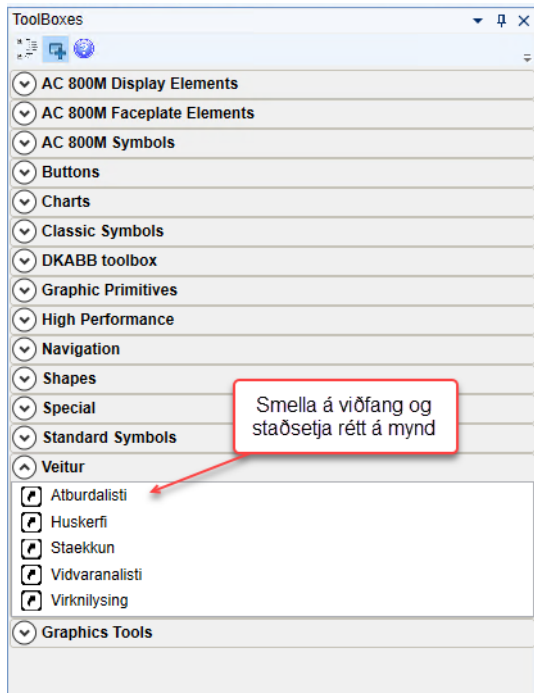 ToolBoxes
AC 800M Display Elements
AC 800M Faceplate Elements
AC 800M Symbols
Buttons
Charts
Classic Symbols
DKABB toolbox
Graphic Primitives
High Performance
Navigation
Shapes
Special
Smella á viðfang og
staðsetja rétt á mynd
Standard Symbols
Veitur
Atburdalisti
Huskerfi
Staekkun
Vidvaranalisti
Virknilysing
Graphics Tools